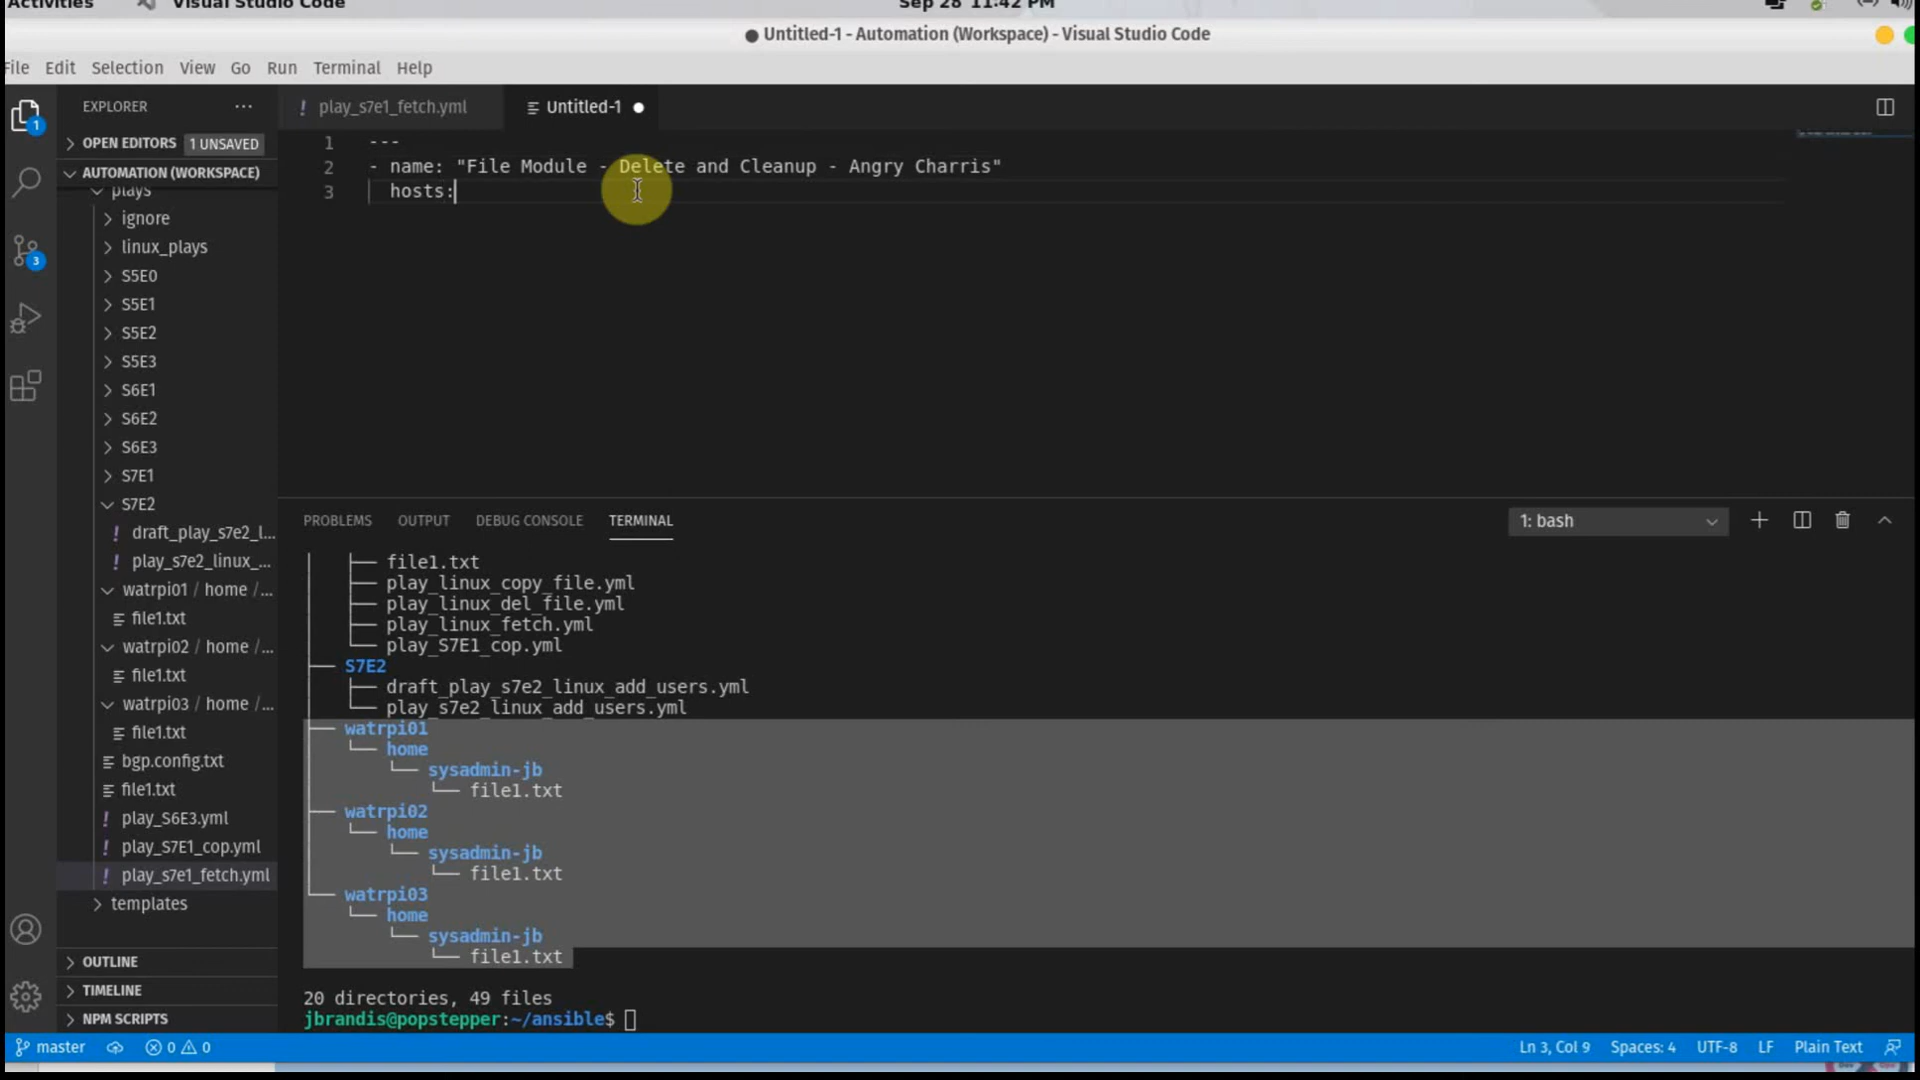 Activities
Visual Studio Code
Sep 28 11:42 PM
● Untitled-1 - Automation (Workspace) - Visual Studio Code
File Edit Selection View Go Run Terminal Help
EXPLORER ···
! play_s7e1_fetch.yml
Untitled-1 ●
1
OPEN EDITORS 1 UNSAVED
AUTOMATION (WORKSPACE)
plays
ignore
linux_plays
S5E0
3
S5E1
S5E2
S5E3
S6E1
S6E2
S6E3
S7E1
S7E2
! draft_play_s7e2_l...
! play_s7e2_linux_...
watrpi01 / home /...
file1.txt
watrpi02 / home /...
file1.txt
watrpi03 / home /...
file1.txt
bgp.config.txt
file1.txt
! play_S6E3.yml
! play_S7E1_cop.yml
! play_s7e1_fetch.yml
templates
OUTLINE
TIMELINE
NPM SCRIPTS
1 ---
2 - name: "File Module - Delete and Cleanup - Angry Charris"
3 hosts:
PROBLEMS OUTPUT DEBUG CONSOLE TERMINAL 1: bash
├── file1.txt
├── play_linux_copy_file.yml
├── play_linux_del_file.yml
├── play_linux_fetch.yml
└── play_S7E1_cop.yml
├── S7E2
├── draft_play_s7e2_linux_add_users.yml
└── play_s7e2_linux_add_users.yml
├── watrpi01
└── home
└── sysadmin-jb
└── file1.txt
├── watrpi02
└── home
└── sysadmin-jb
└── file1.txt
└── watrpi03
└── home
└── sysadmin-jb
└── file1.txt
20 directories, 49 files
jbrandis@popstepper:~/ansible$
master 0 0 Ln 3, Col 9 Spaces: 4 UTF-8 LF Plain Text